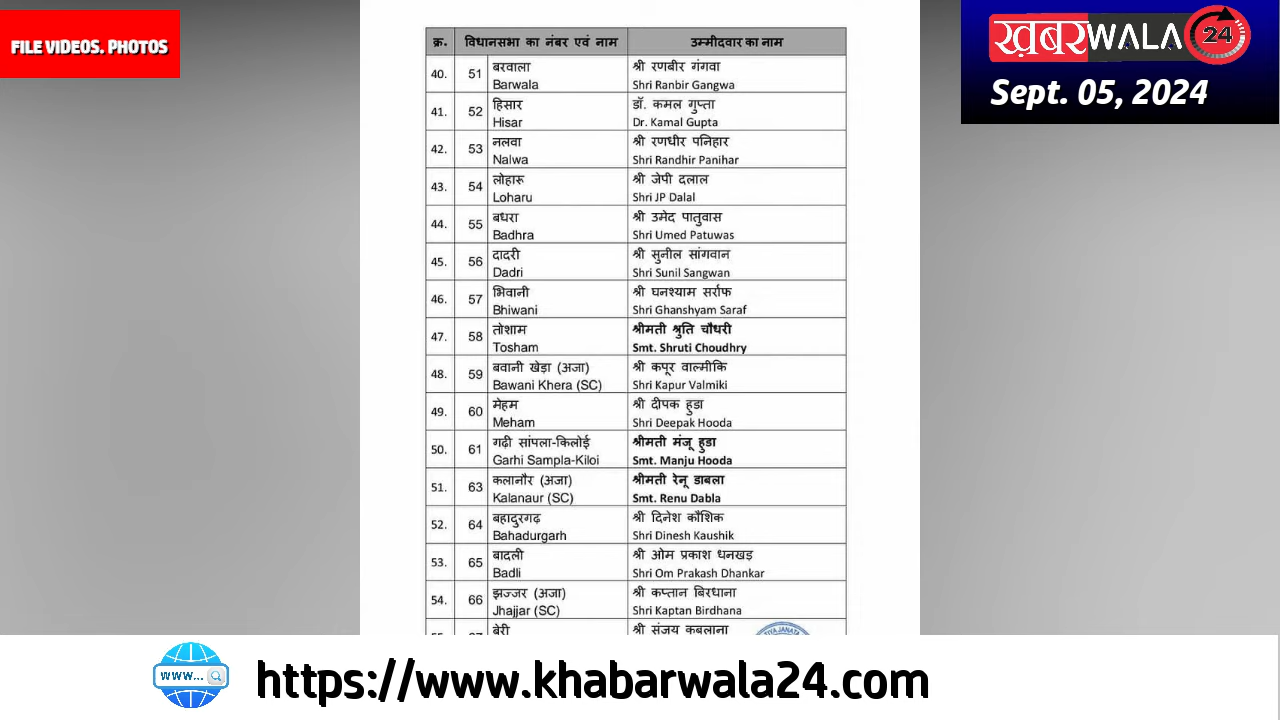 FILE VIDEOS. PHOTOS
ख़बरWALA 24
Sept. 05, 2024
क्र. विधानसभा का नंबर एवं नाम उम्मीदवार का नाम
40. 51 बरवाला श्री रणबीर गंगवा
Barwala Shri Ranbir Gangwa
41. 52 हिसार डॉ. कमल गुप्ता
Hisar Dr. Kamal Gupta
42. 53 नलवा श्री रणधीर पनिहार
Nalwa Shri Randhir Panihar
43. 54 लोहारू श्री जेपी दलाल
Loharu Shri JP Dalal
44. 55 बधरा श्री उमेद पातुवास
Badhra Shri Umed Patuwas
45. 56 दादरी श्री सुनील सांगवान
Dadri Shri Sunil Sangwan
46. 57 भिवानी श्री घनश्याम सर्राफ
Bhiwani Shri Ghanshyam Saraf
47. 58 तोशाम श्रीमती श्रुति चौधरी
Tosham Smt. Shruti Choudhry
48. 59 बवानी खेड़ा (अजा) श्री कपूर वाल्मीकि
Bawani Khera (SC) Shri Kapur Valmiki
49. 60 मेहम श्री दीपक हुडा
Meham Shri Deepak Hooda
50. 61 गढ़ी सांपला-किलोई श्रीमती मंजू हुडा
Garhi Sampla-Kiloi Smt. Manju Hooda
51. 63 कलानौर (अजा) श्रीमती रेनू डाबला
Kalanaur (SC) Smt. Renu Dabla
52. 64 बहादुरगढ़ श्री दिनेश कौशिक
Bahadurgarh Shri Dinesh Kaushik
53. 65 बादली श्री ओम प्रकाश धनखड़
Badli Shri Om Prakash Dhankar
54. 66 झज्जर (अजा) श्री कप्तान बिरधाना
Jhajjar (SC) Shri Kaptan Birdhana
बेरी श्री संजय कबलाना
WWW...
https://www.khabarwala24.com